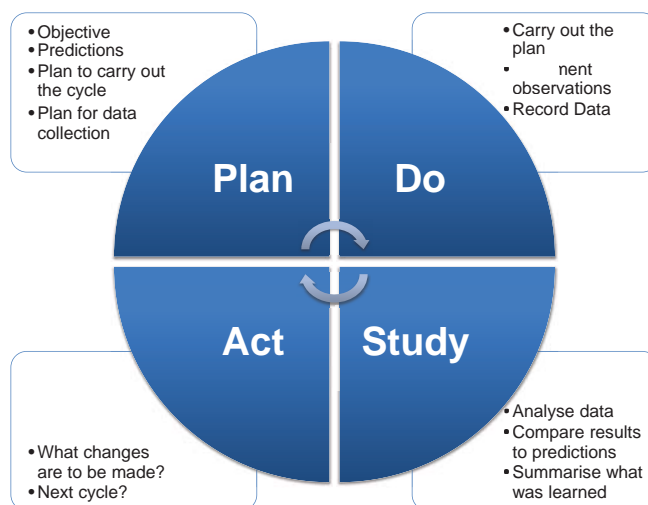 • Objective
• Predictions
• Plan to carry out
the cycle
• Plan for data
collection
• Carry out the
plan
•
observations
• Record Data
Plan
Do
Act
Study
• What changes
are to be made?
• Next cycle?
• Analyse data
• Compare results
to predictions
• Summarise what
was learned